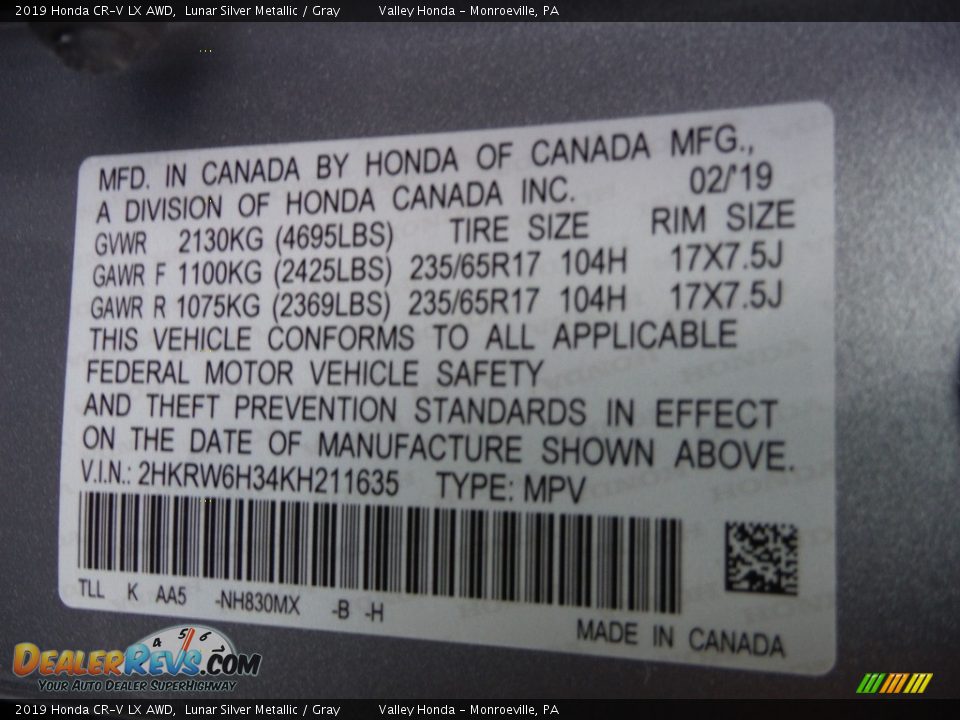 2019 Honda CR-V LX AWD,  Lunar Silver Metallic / Gray  Valley Honda - Monroeville, PA
MFD. IN CANADA BY HONDA OF CANADA MFG.,
A DIVISION OF HONDA CANADA INC.  02/'19
GVWR 2130KG (4695LBS)  TIRE SIZE  RIM SIZE
GAWR F 1100KG (2425LBS) 235/65R17 104H 17X7.5J
GAWR R 1075KG (2369LBS) 235/65R17 104H 17X7.5J
THIS VEHICLE CONFORMS TO ALL APPLICABLE
FEDERAL MOTOR VEHICLE SAFETY
AND THEFT PREVENTION STANDARDS IN EFFECT
ON THE DATE OF MANUFACTURE SHOWN ABOVE.
V.I.N.: 2HKRW6H34KH211635  TYPE: MPV
TLL K AA5 -NH830MX -B -H
MADE IN CANADA
4 5 6
DEALERREVS.COM
YOUR AUTO DEALER SUPERHIGHWAY
2019 Honda CR-V LX AWD,  Lunar Silver Metallic / Gray  Valley Honda - Monroeville, PA